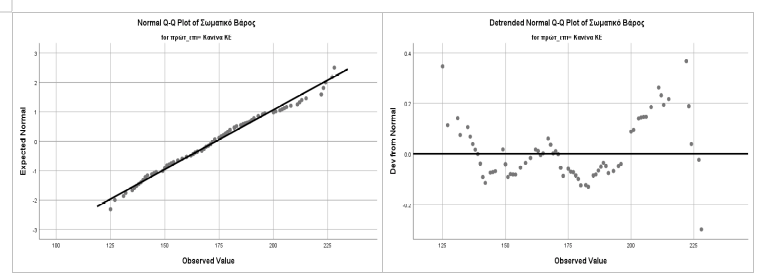 Normal Q-Q Plot of Σωματικό Βάρος
for πρωτ_επι= Κανένα ΚΕ
Expected Normal
3
2
1
0
-1
-2
-3
100
125
150
175
200
225
Observed Value
Detrended Normal Q-Q Plot of Σωματικό Βάρος
for πρωτ_επι= Κανένα ΚΕ
Dev from Normal
0.4
0.2
0.0
-0.2
125
150
175
200
225
Observed Value